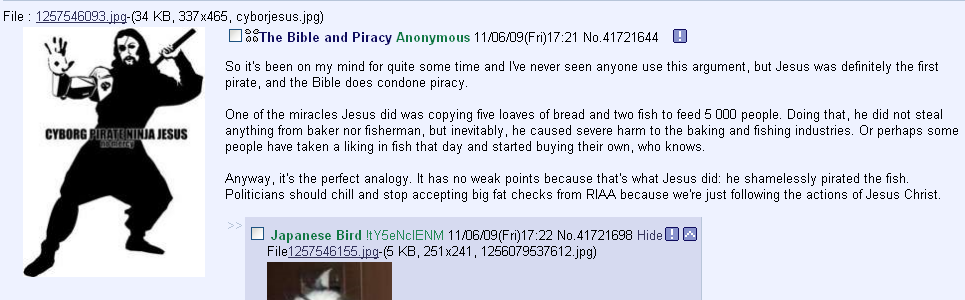 File : 1257546093.jpg-(34 KB, 337x465, cyborjesus.jpg)
The Bible and Piracy Anonymous 11/06/09(Fri)17:21 No.41721644
So it's been on my mind for quite some time and I've never seen anyone use this argument, but Jesus was definitely the first
pirate, and the Bible does condone piracy.
One of the miracles Jesus did was copying five loaves of bread and two fish to feed 5 000 people. Doing that, he did not steal
anything from baker nor fisherman, but inevitably, he caused severe harm to the baking and fishing industries. Or perhaps some
people have taken a liking in fish that day and started buying their own, who knows.
Anyway, it's the perfect analogy. It has no weak points because that's what Jesus did: he shamelessly pirated the fish.
Politicians should chill and stop accepting big fat checks from RIAA because we're just following the actions of Jesus Christ.
CYBORG PIRATE NINJA JESUS
no mercy
>> Japanese Bird !tY5eNcIENM 11/06/09(Fri)17:22 No.41721698 Hide
File1257546155.jpg-(5 KB, 251x241, 1256079537612.jpg)